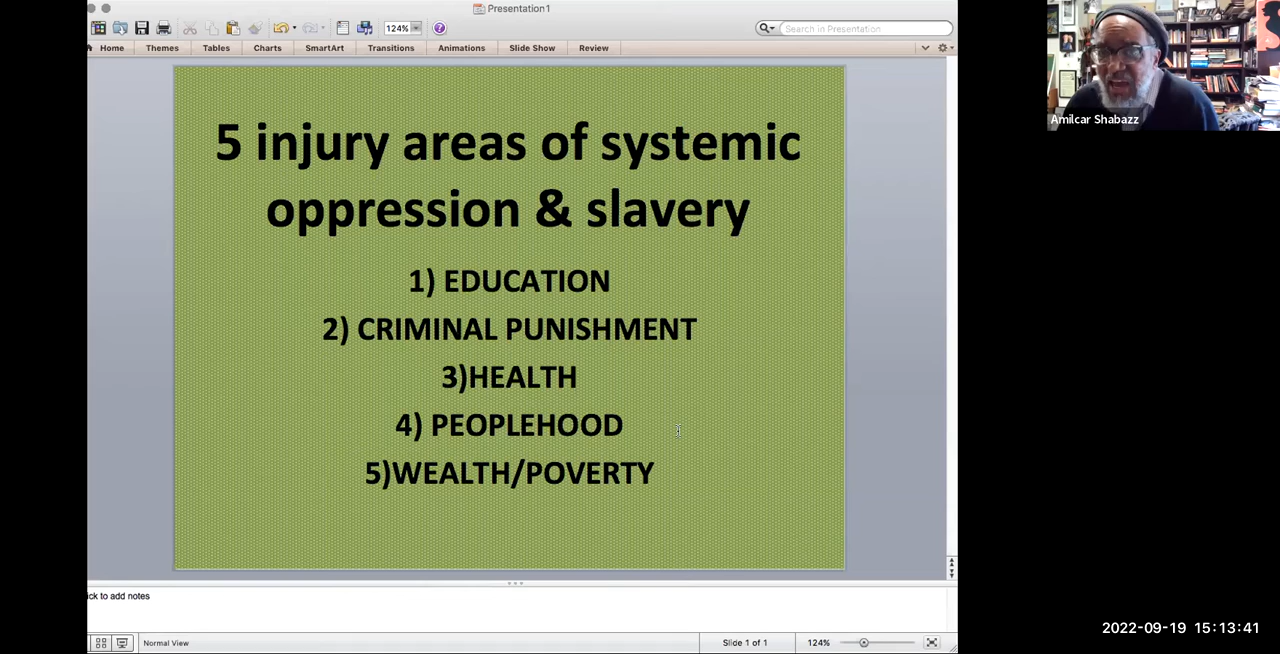 Presentation1
124%
Search in Presentation
Home Themes Tables Charts SmartArt Transitions Animations Slide Show Review
5 injury areas of systemic
oppression & slavery
1) EDUCATION
2) CRIMINAL PUNISHMENT
3)HEALTH
4) PEOPLEHOOD
5)WEALTH/POVERTY
ick to add notes
Normal View
Slide 1 of 1
124%
Amilcar Shabazz
2022-09-19 15:13:41